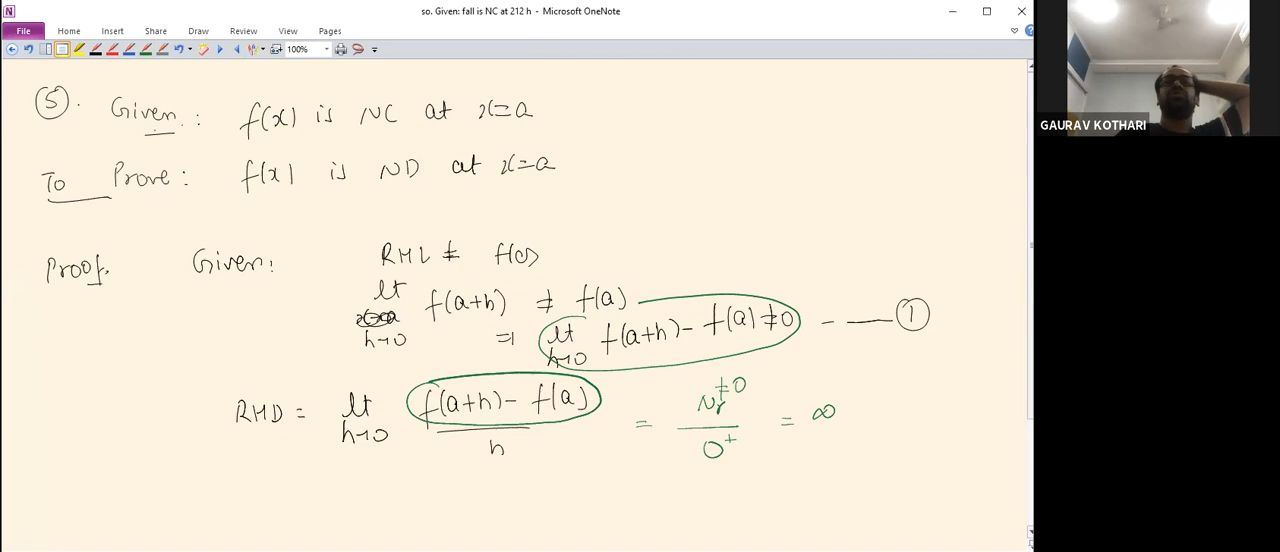 so. Given: fall is NC at 212 h - Microsoft OneNote
File Home Insert Share Draw Review View Pages
100%
GAURAV KOTHARI
⑤. Given: f(x) is NC at x=a
To Prove: f(x) is ND at x=a
Proof. Given: RHL ≠ f(a)
lt h→0 f(a+h) ≠ f(a)
⇒ lt h→0 f(a+h) - f(a) ≠ 0 - — ①
RHD = lt h→0 f(a+h) - f(a) / h = Nr ≠0 / 0+ = ∞